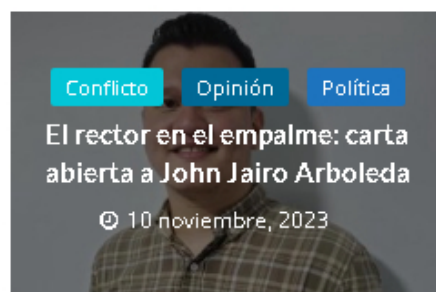 Conflicto Opinión Política
El rector en el empalme: carta
abierta a John Jairo Arboleda
10 noviembre, 2023